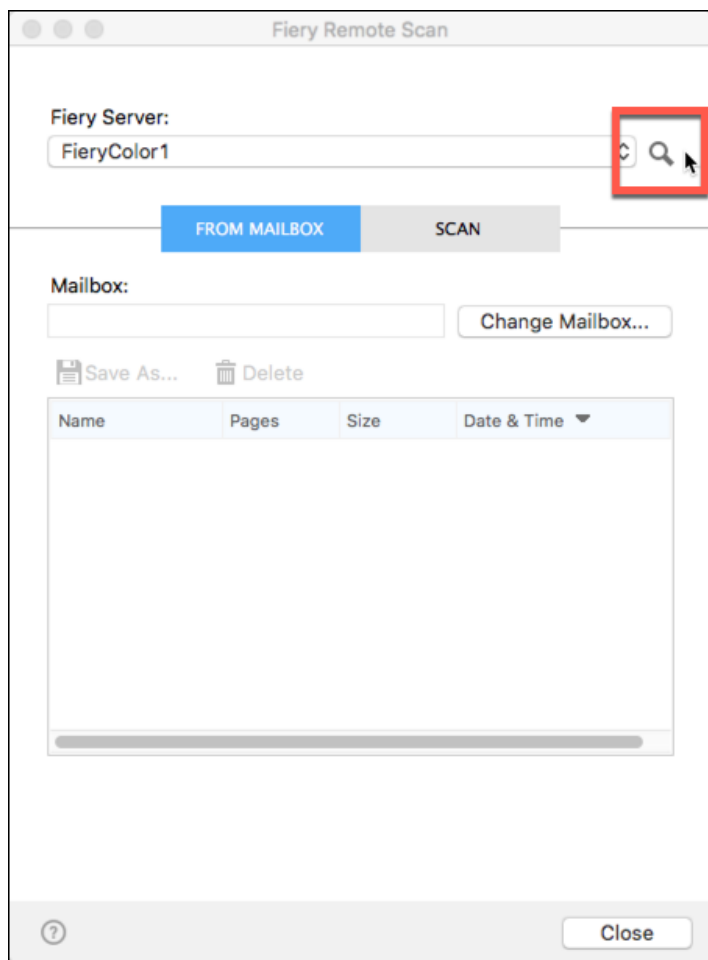 Fiery Remote Scan
Fiery Server:
FieryColor1
FROM MAILBOX SCAN
Mailbox:
Change Mailbox...
Save As... Delete
Name Pages Size Date & Time
? Close